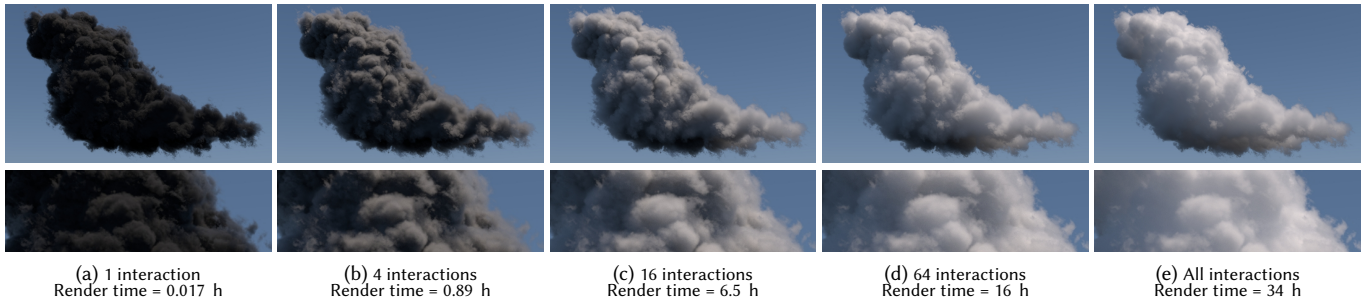 (a) 1 interaction
Render time = 0.017 h
(b) 4 interactions
Render time = 0.89 h
(c) 16 interactions
Render time = 6.5 h
(d) 64 interactions
Render time = 16 h
(e) All interactions
Render time = 34 h